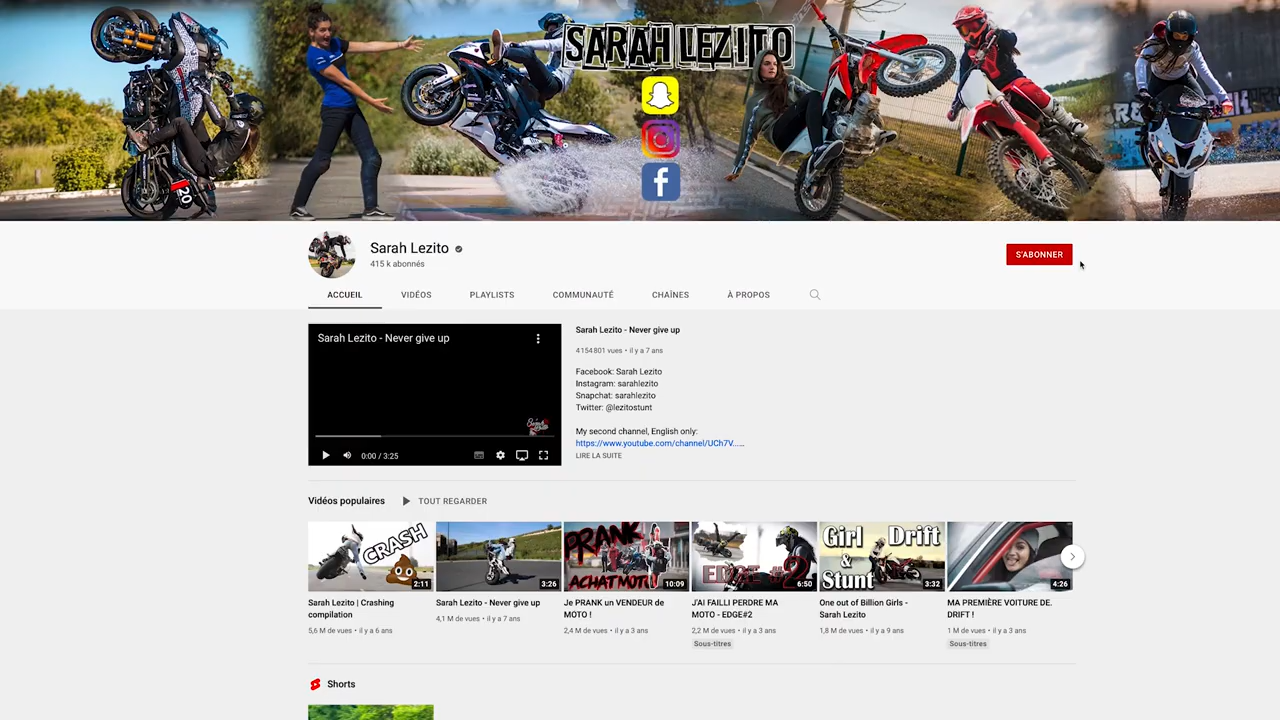 SARAH LEZITO
Sarah Lezito
415 k abonnés
S'ABONNER
ACCUEIL
VIDÉOS
PLAYLISTS
COMMUNAUTÉ
CHAÎNES
À PROPOS
Sarah Lezito - Never give up
0:00 / 3:25
Sarah Lezito - Never give up
4 154 801 vues • il y a 7 ans
Facebook: Sarah Lezito
Instagram: sarahlezito
Snapchat: sarahlezito
Twitter: @lezitostunt
My second channel, English only:
https://www.youtube.com/channel/UCh7V...…
LIRE LA SUITE
Vidéos populaires
TOUT REGARDER
CRASH
2:11
3:26
PRANK
ACHAT MOTO
10:09
EDGE #2
6:50
Girl Drift
&
Stunt
3:32
4:26
Sarah Lezito | Crashing
compilation
5,6 M de vues • il y a 6 ans
Sarah Lezito - Never give up
4,1 M de vues • il y a 7 ans
Je PRANK un VENDEUR de
MOTO !
2,4 M de vues • il y a 3 ans
J'AI FAILLI PERDRE MA
MOTO - EDGE#2
2,2 M de vues • il y a 3 ans
Sous-titres
One out of Billion Girls -
Sarah Lezito
1,8 M de vues • il y a 9 ans
MA PREMIÈRE VOITURE DE.
DRIFT !
1 M de vues • il y a 3 ans
Sous-titres
Shorts